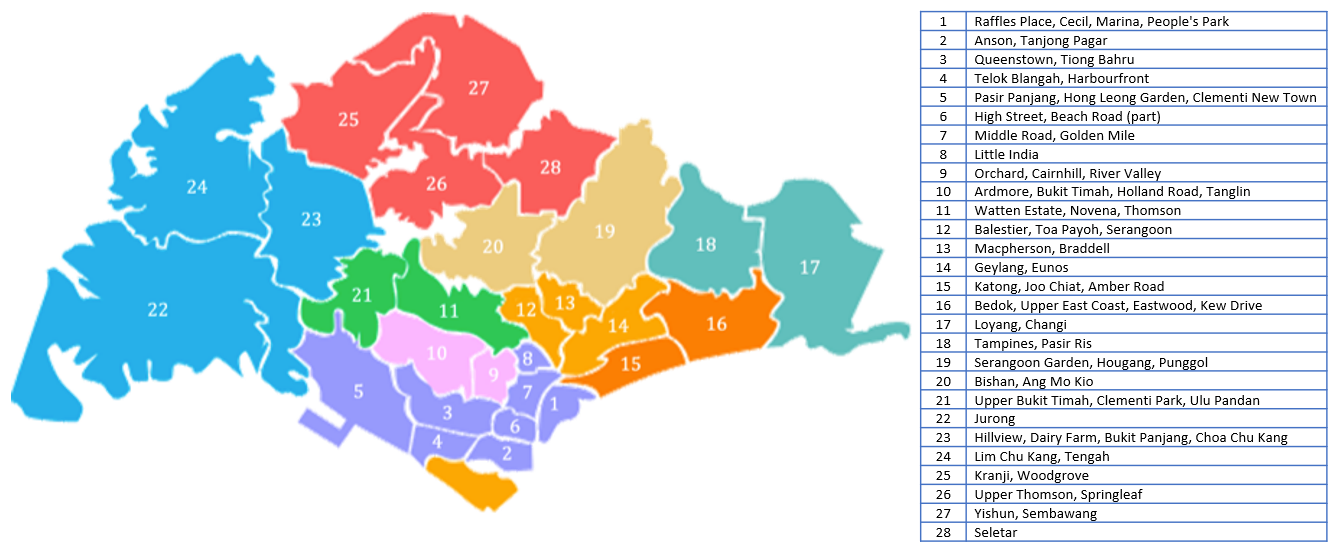 27
25
28
26
24
23
19
20
18
17
22
21
11
12
13
14
16
10
9
8
15
5
7
1
3
6
4
2
1 Raffles Place, Cecil, Marina, People's Park
2 Anson, Tanjong Pagar
3 Queenstown, Tiong Bahru
4 Telok Blangah, Harbourfront
5 Pasir Panjang, Hong Leong Garden, Clementi New Town
6 High Street, Beach Road (part)
7 Middle Road, Golden Mile
8 Little India
9 Orchard, Cairnhill, River Valley
10 Ardmore, Bukit Timah, Holland Road, Tanglin
11 Watten Estate, Novena, Thomson
12 Balestier, Toa Payoh, Serangoon
13 Macpherson, Braddell
14 Geylang, Eunos
15 Katong, Joo Chiat, Amber Road
16 Bedok, Upper East Coast, Eastwood, Kew Drive
17 Loyang, Changi
18 Tampines, Pasir Ris
19 Serangoon Garden, Hougang, Punggol
20 Bishan, Ang Mo Kio
21 Upper Bukit Timah, Clementi Park, Ulu Pandan
22 Jurong
23 Hillview, Dairy Farm, Bukit Panjang, Choa Chu Kang
24 Lim Chu Kang, Tengah
25 Kranji, Woodgrove
26 Upper Thomson, Springleaf
27 Yishun, Sembawang
28 Seletar